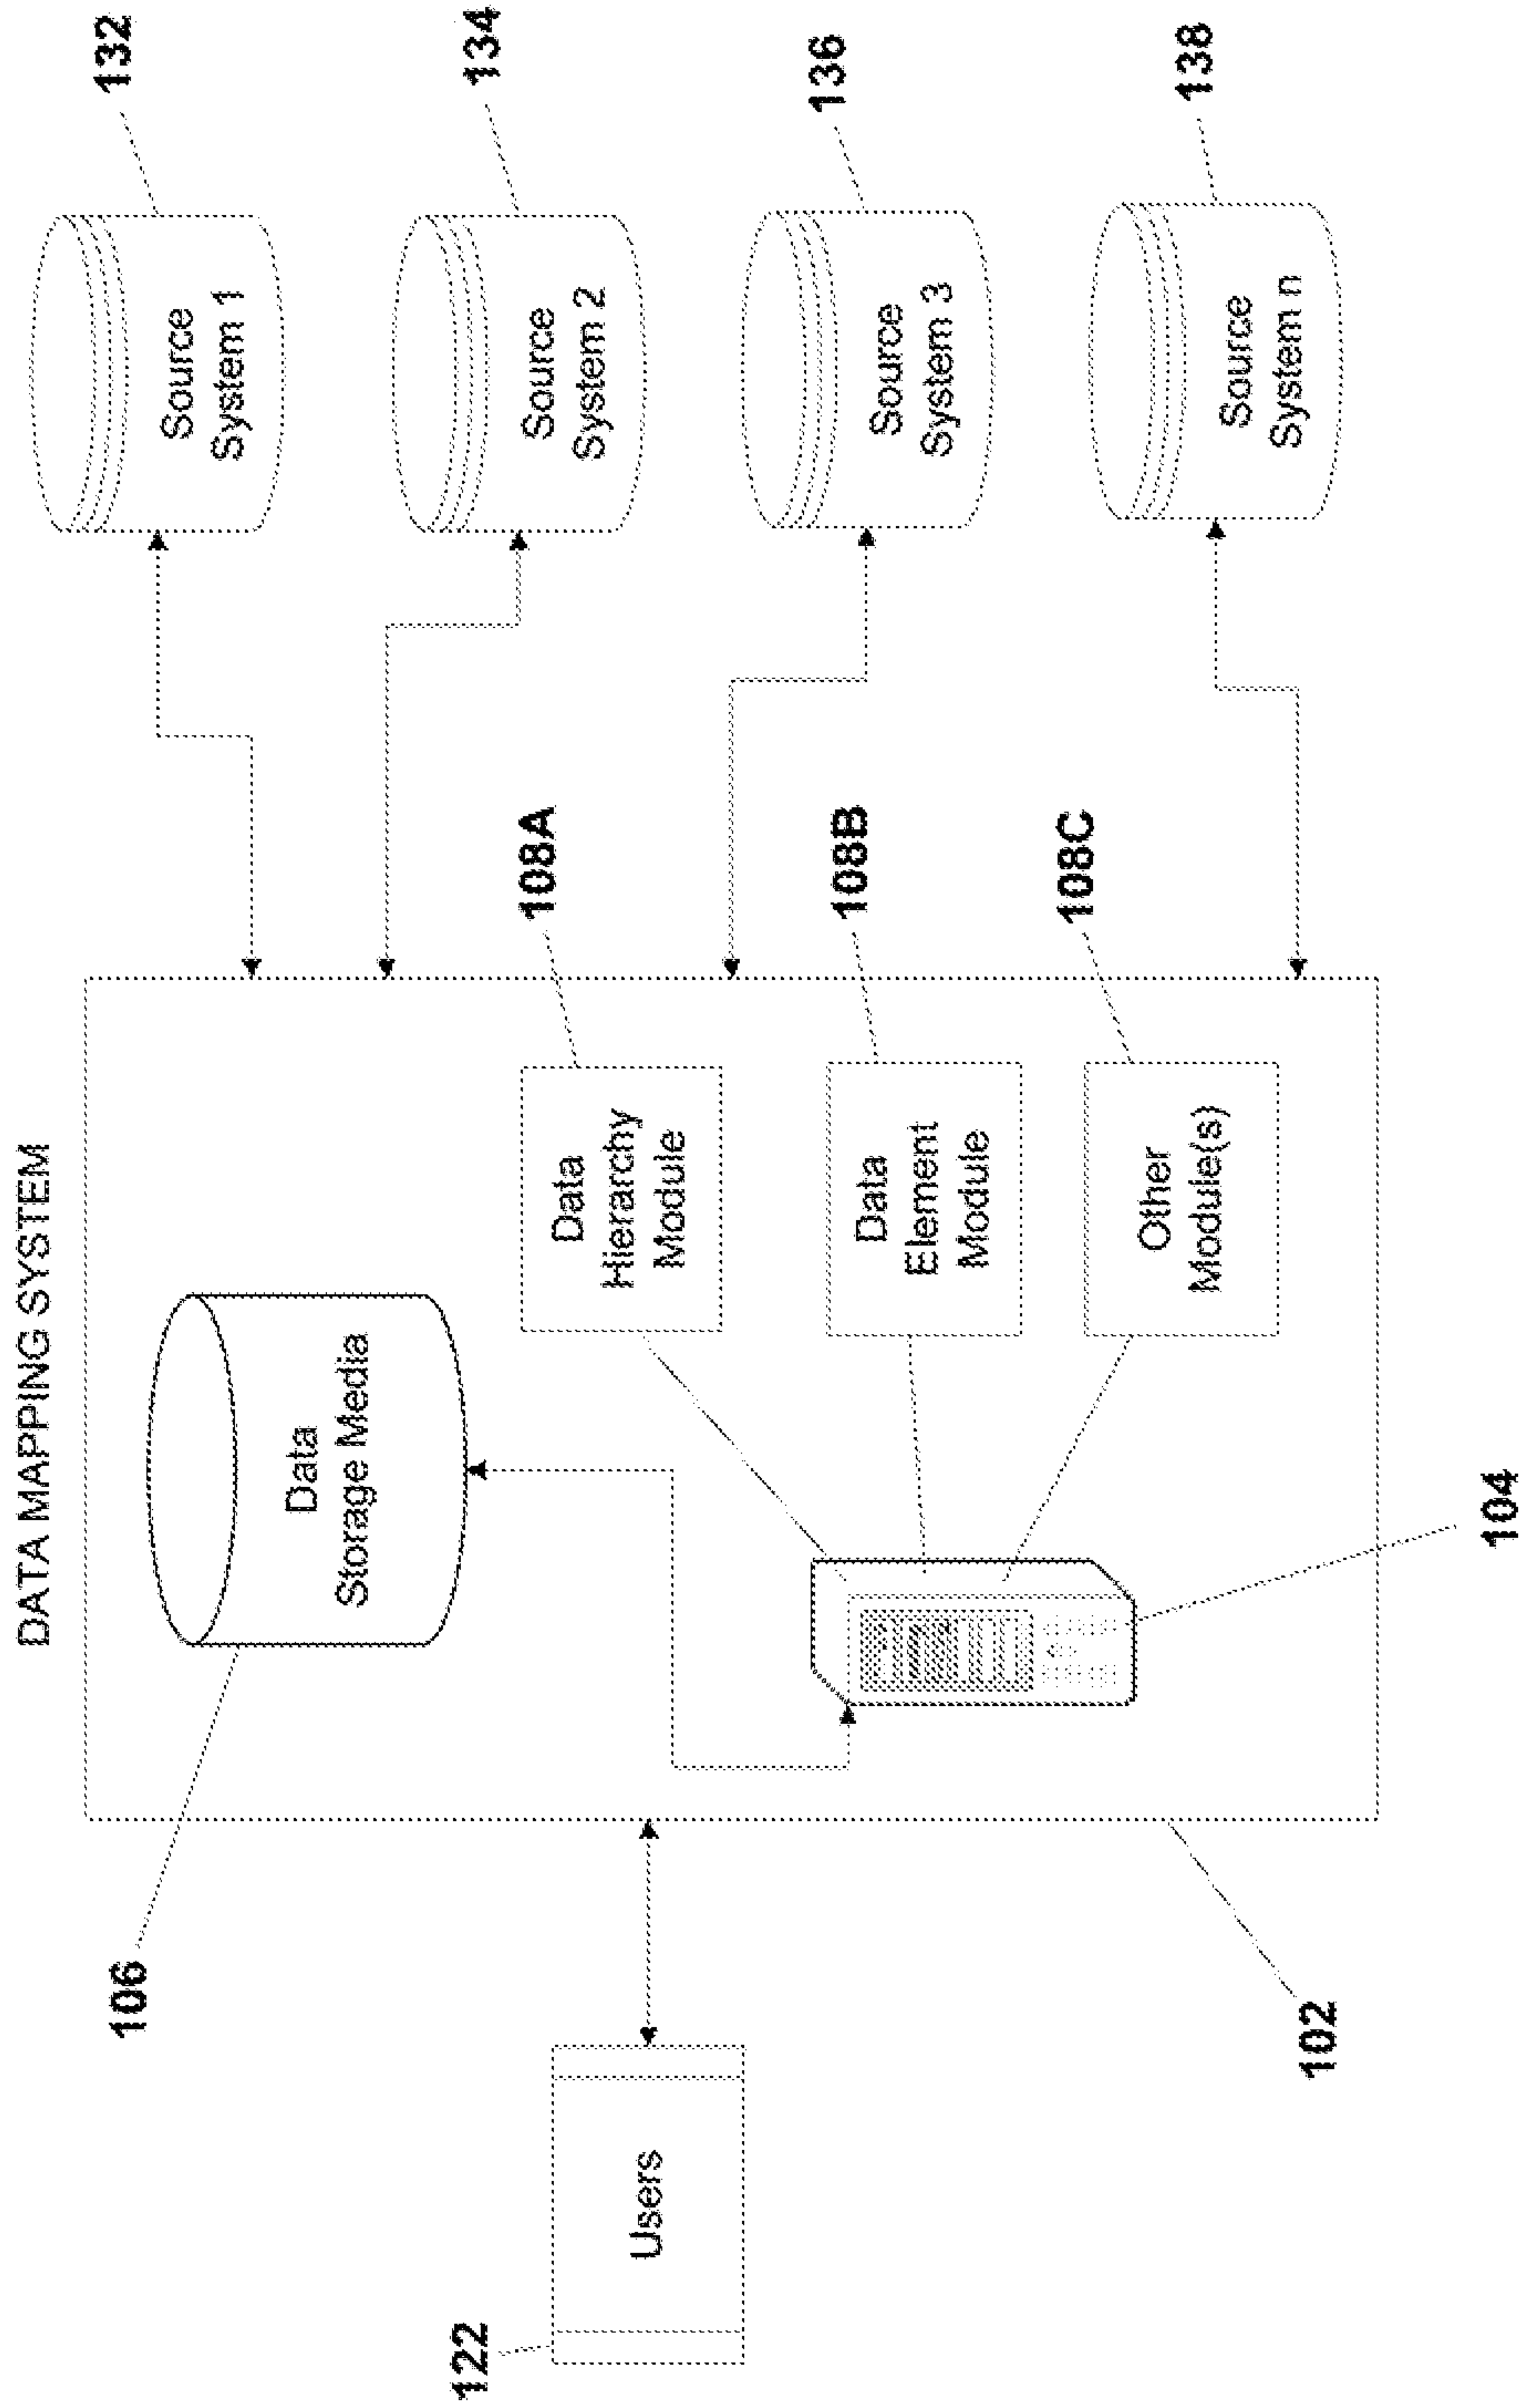 DATA MAPPING SYSTEM
106
Data
Storage Media
132
Source
System 1
134
Source
System 2
108A
Data
Hierarchy
Module
122
Users
136
Source
System 3
108B
Data
Element
Module
108C
Other
Module(s)
138
Source
System n
102
104